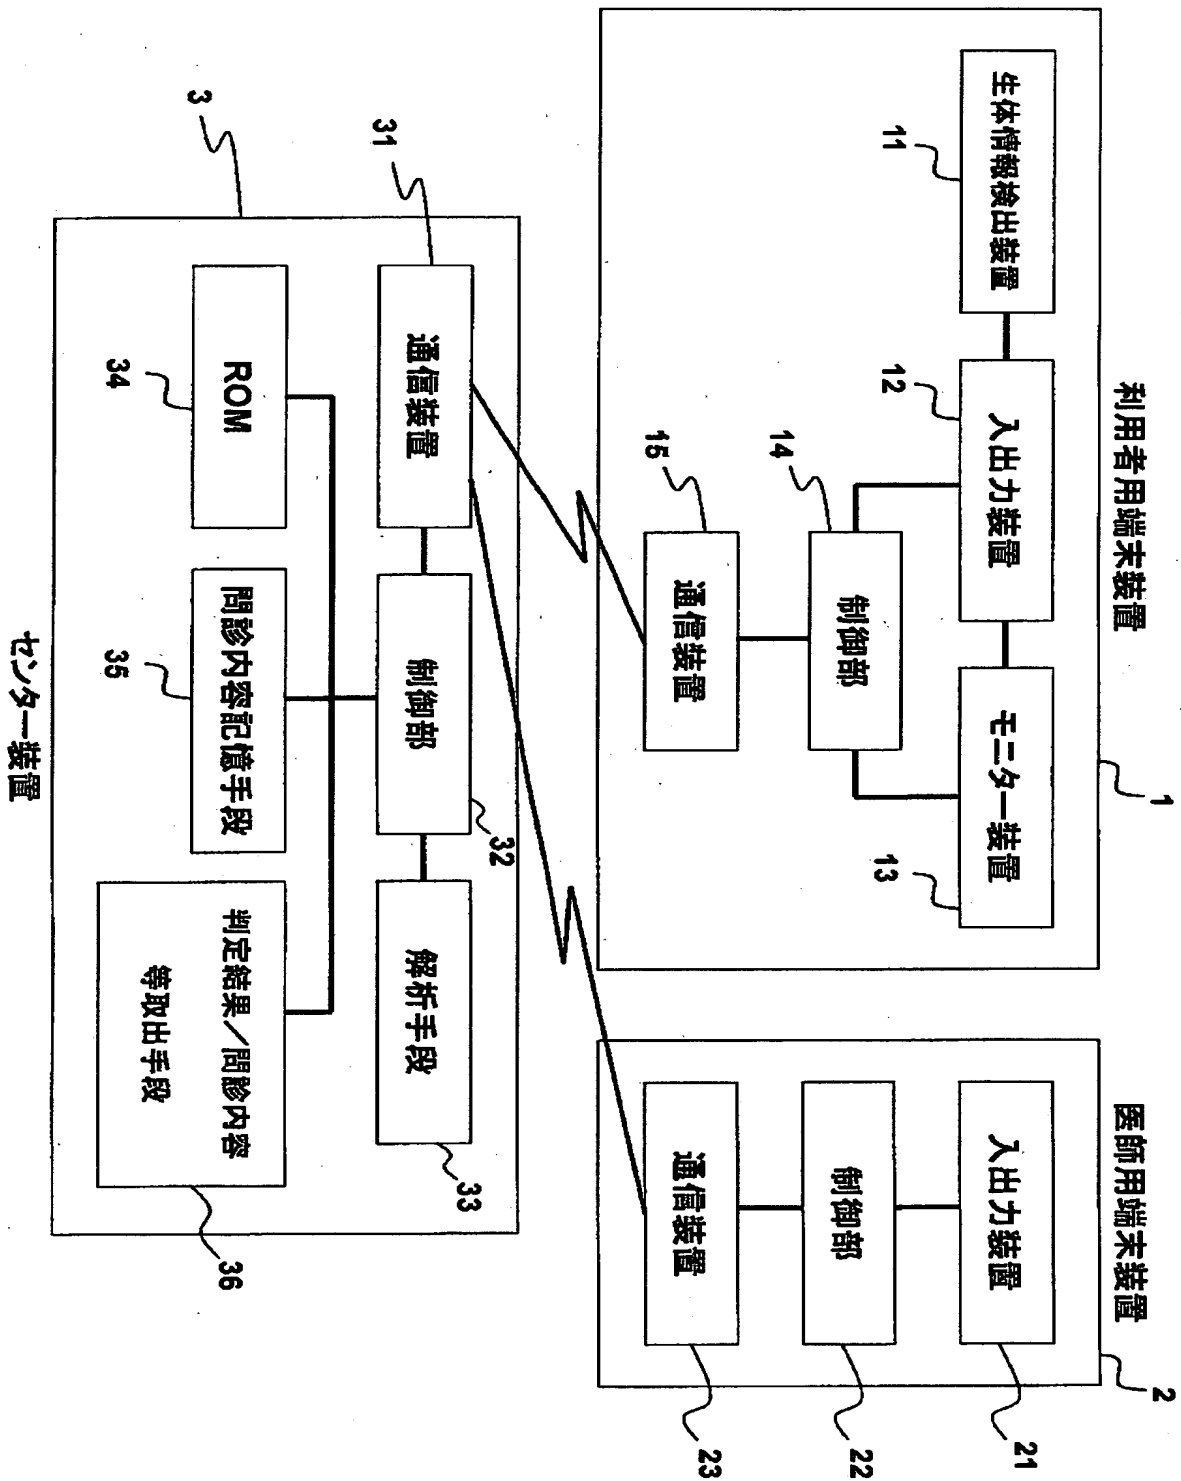 利用者用端末装置
1
生体情報検出装置
11
入出力装置
12
モニター装置
13
制御部
14
通信装置
15
医師用端末装置
2
入出力装置
21
制御部
22
通信装置
23
3
通信装置
31
制御部
32
解析手段
33
ROM
34
問診内容記憶手段
35
判定結果/問診内容
等取出手段
36
センター装置